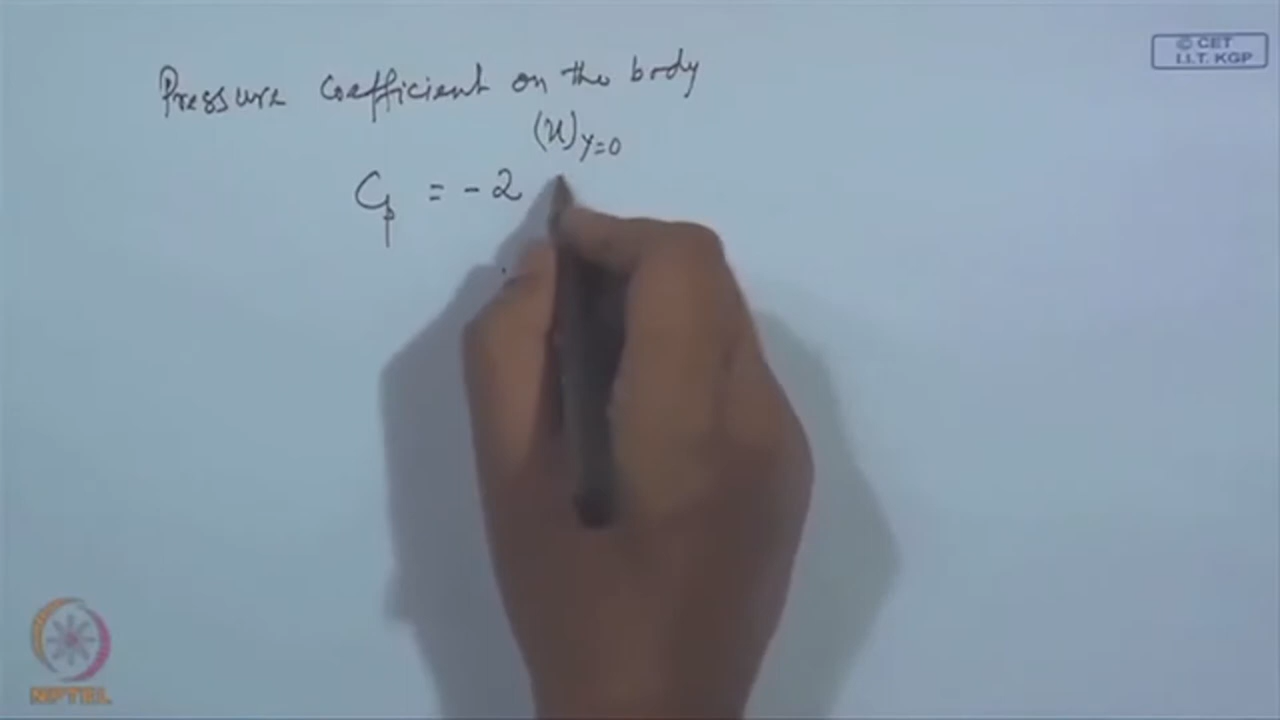 Pressure coefficient on the body
(u)y=0
Cp = -2
© CET
I.I.T. KGP
NPTEL